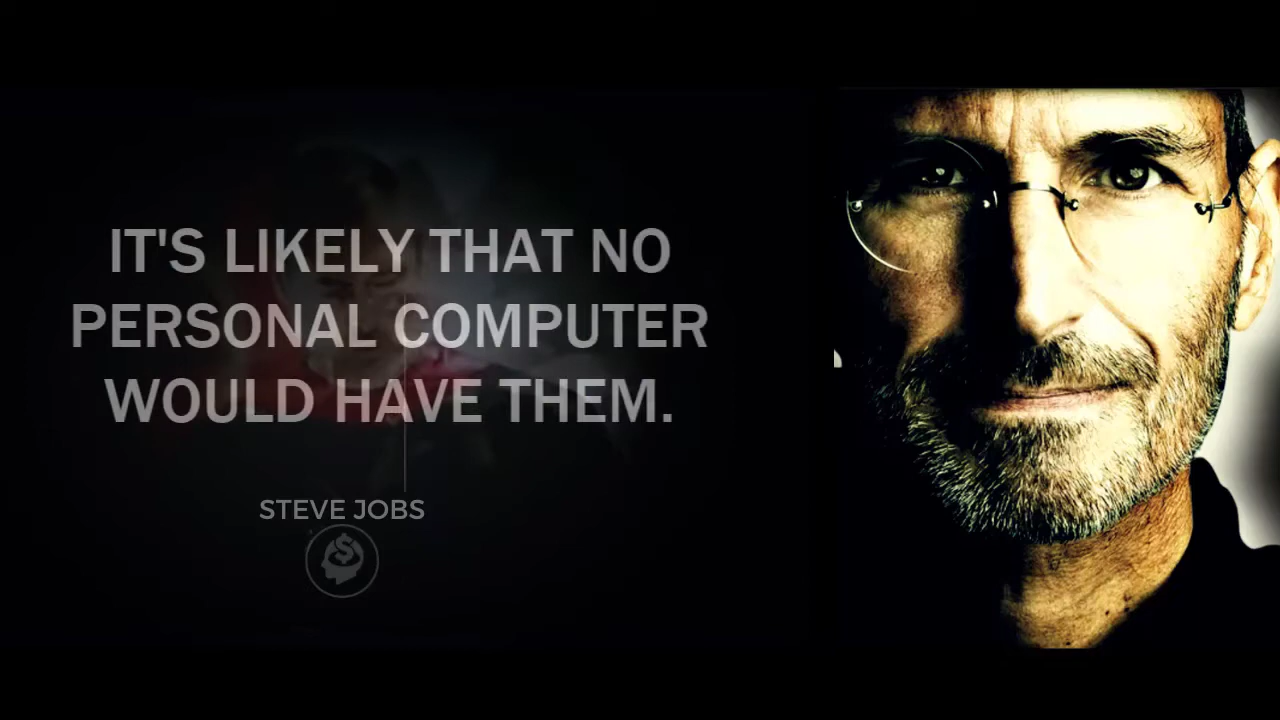 IT'S LIKELY THAT NO
PERSONAL COMPUTER
WOULD HAVE THEM.
STEVE JOBS